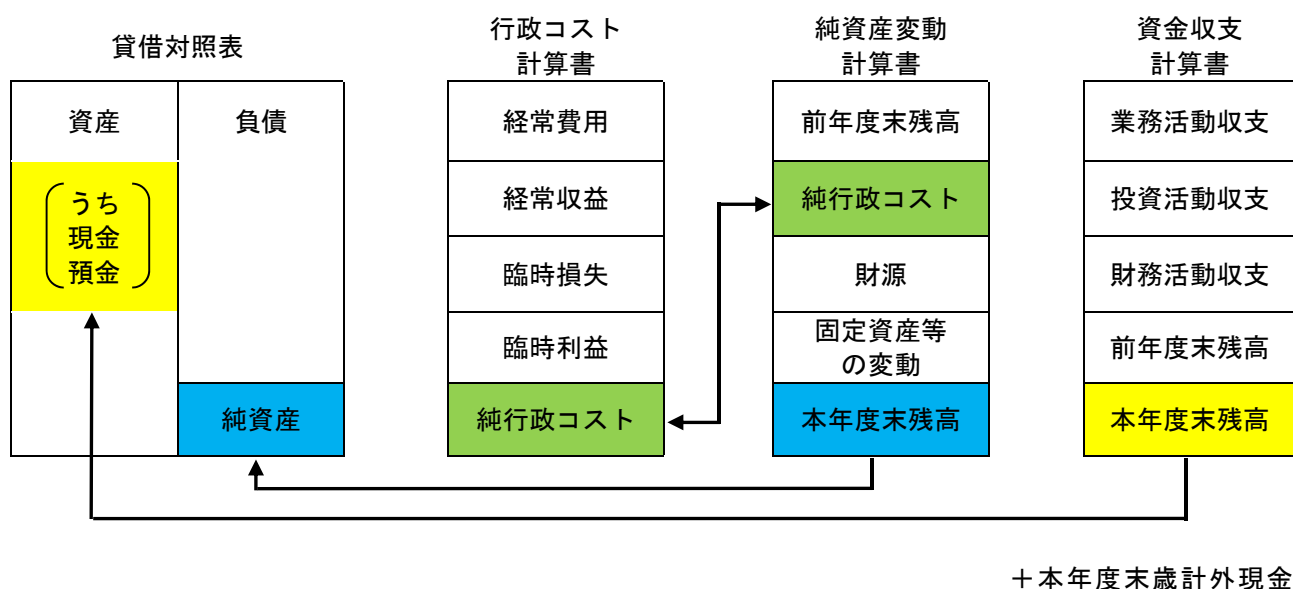 貸借対照表
資産
負債
うち
現金
預金
純資産
行政コスト
計算書
経常費用
経常収益
臨時損失
臨時利益
純行政コスト
純資産変動
計算書
前年度末残高
純行政コスト
財源
固定資産等
の変動
本年度末残高
資金収支
計算書
業務活動収支
投資活動収支
財務活動収支
前年度末残高
本年度末残高
＋本年度末歳計外現金